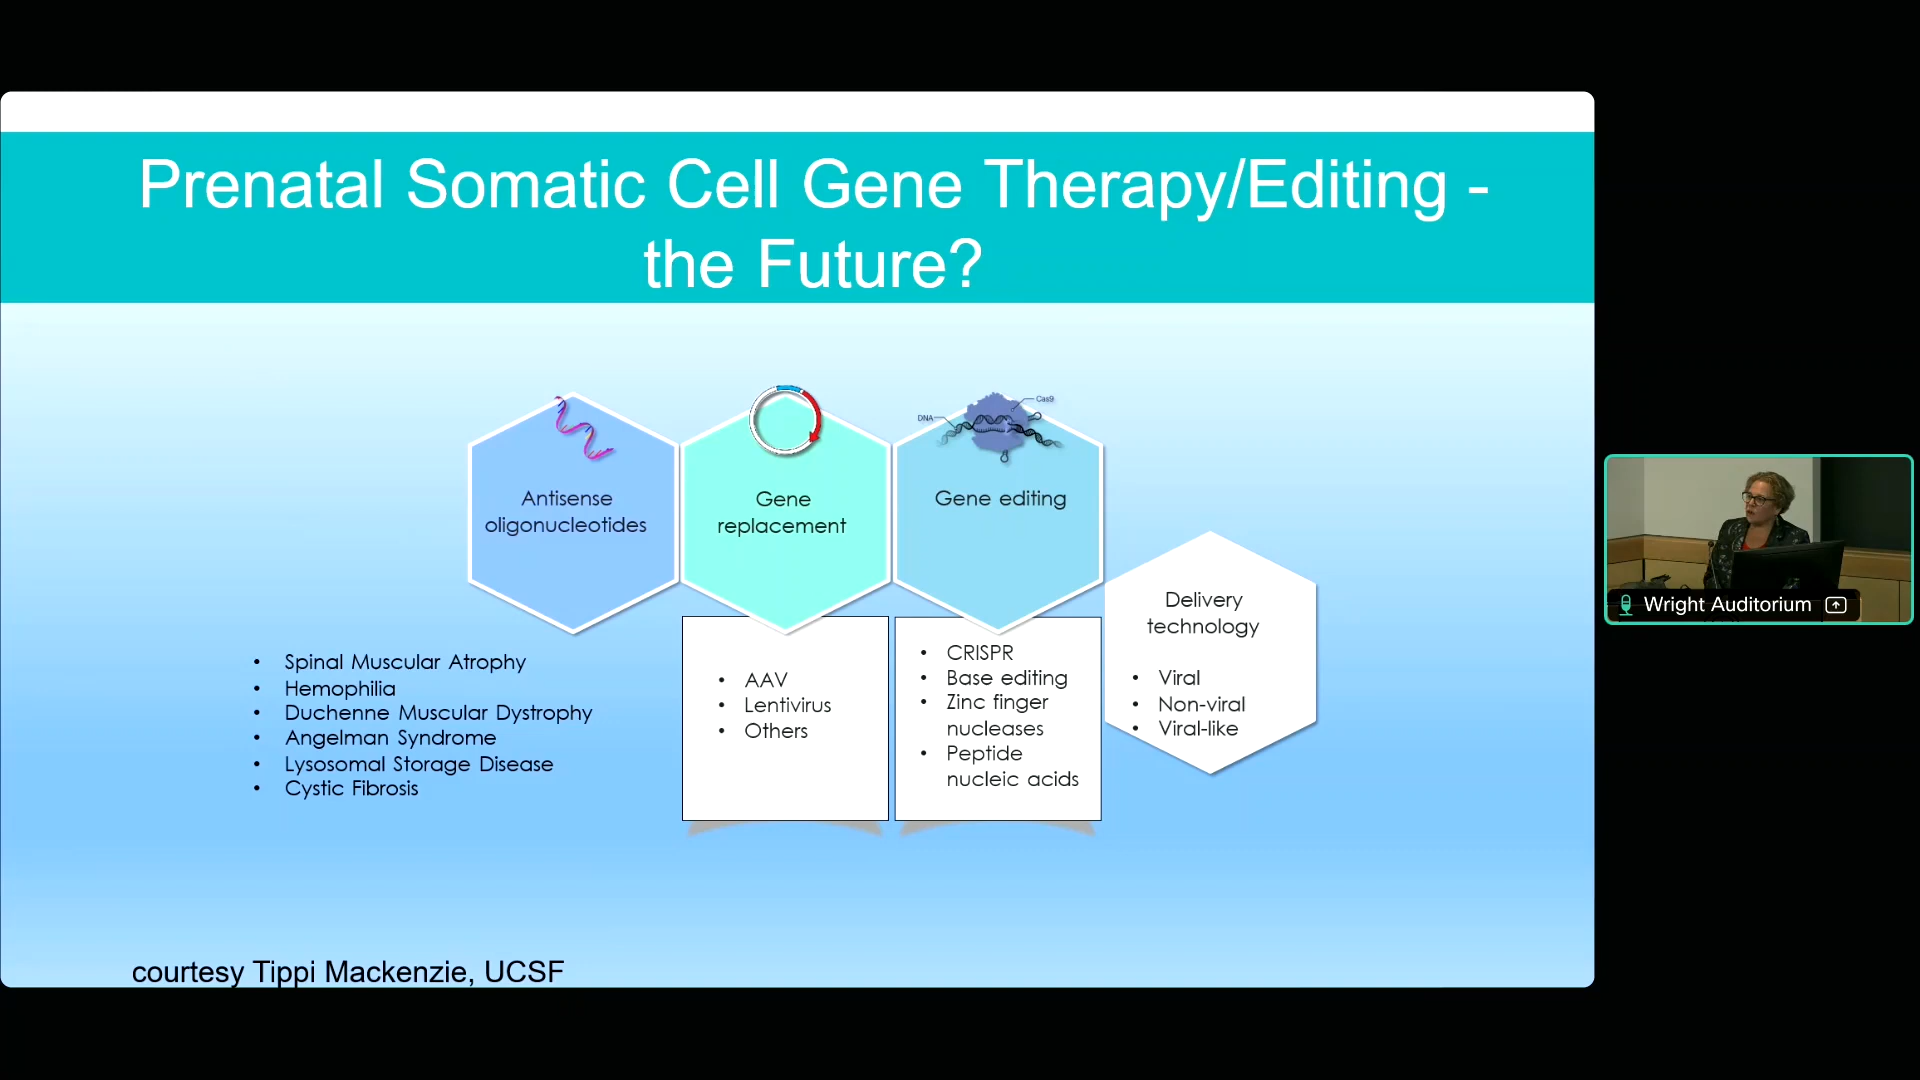 Prenatal Somatic Cell Gene Therapy/Editing -
the Future?
Antisense
oligonucleotides
Gene
replacement
DNA
Cas9
Gene editing
Delivery
technology
• Viral
• Non-viral
• Viral-like
• Spinal Muscular Atrophy
• Hemophilia
• Duchenne Muscular Dystrophy
• Angelman Syndrome
• Lysosomal Storage Disease
• Cystic Fibrosis
• AAV
• Lentivirus
• Others
• CRISPR
• Base editing
• Zinc finger
nucleases
• Peptide
nucleic acids
courtesy Tippi Mackenzie, UCSF
Wright Auditorium